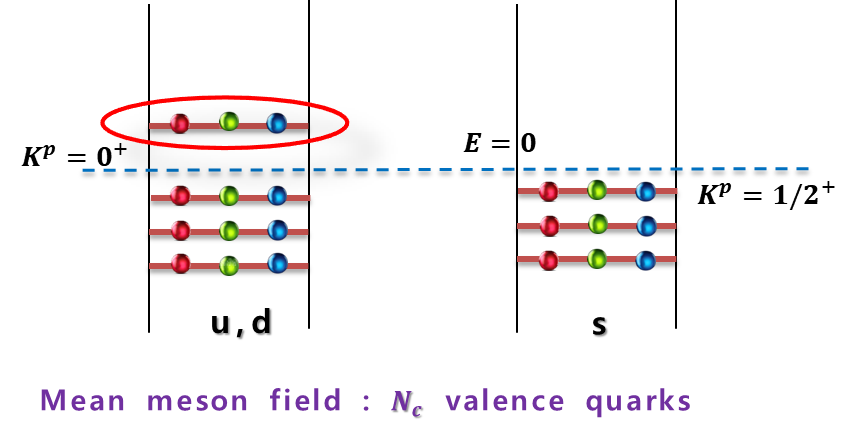 E = 0
K^p = 0^+
K^p = 1/2^+
u,d
s
Mean meson field : N_c valence quarks